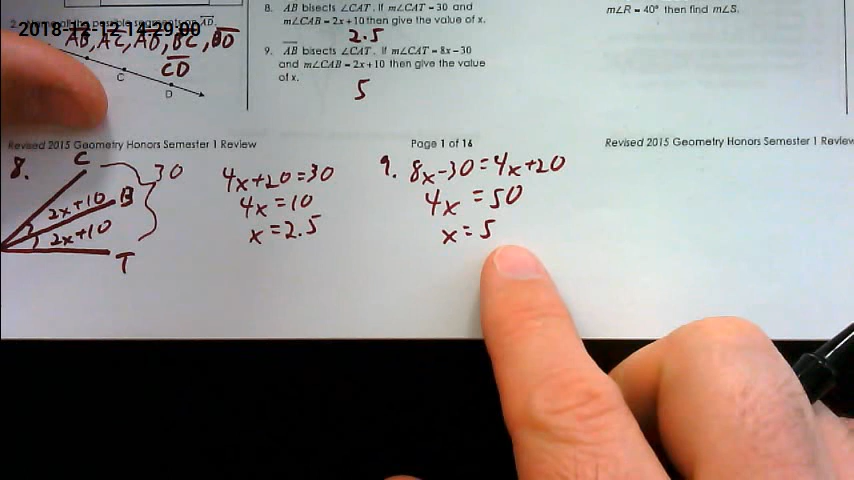 2018-12-12 14:29:00
AB, AC, AD, BC, BD
CD
C
D
8. AB bisects ∠CAT. If m∠CAT = 30 and
m∠CAB = 2x + 10 then give the value of x.
2.5
9. AB bisects ∠CAT. If m∠CAT = 8x - 30
and m∠CAB = 2x + 10 then give the value
of x.
5
m∠R = 40° then find m∠S.
Revised 2015 Geometry Honors Semester 1 Review
Page 1 of 16
Revised 2015 Geometry Honors Semester 1 Review
8.
C
30
2x+10
B
2x+10
T
4x+20=30
4x=10
x=2.5
9. 8x-30=4x+20
4x=50
x=5